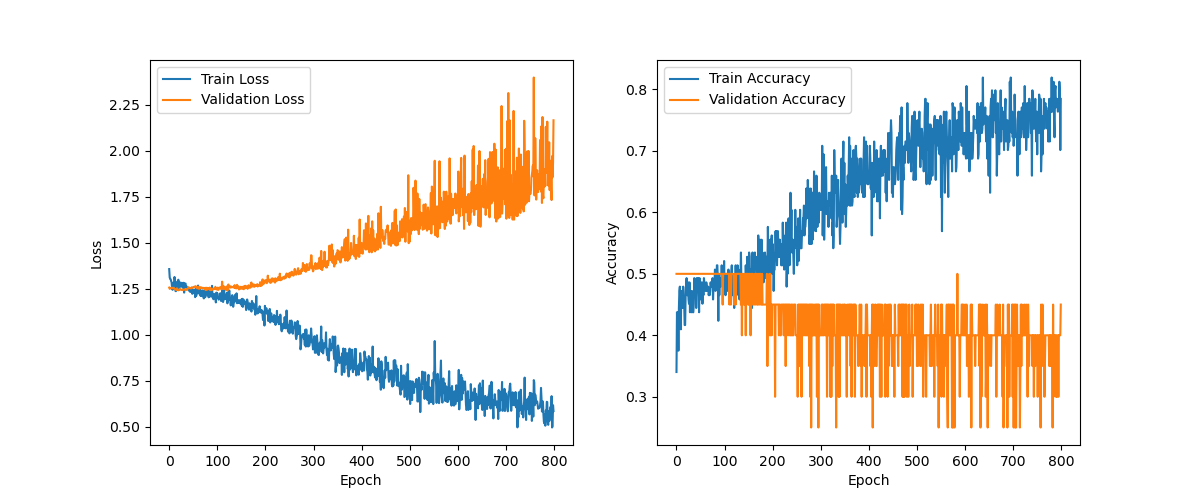 Train Loss
Validation Loss
2.25
2.00
1.75
1.50
1.25
1.00
0.75
0.50
Loss
0 100 200 300 400 500 600 700 800
Epoch
Train Accuracy
Validation Accuracy
0.8
0.7
0.6
0.5
0.4
0.3
Accuracy
0 100 200 300 400 500 600 700 800
Epoch